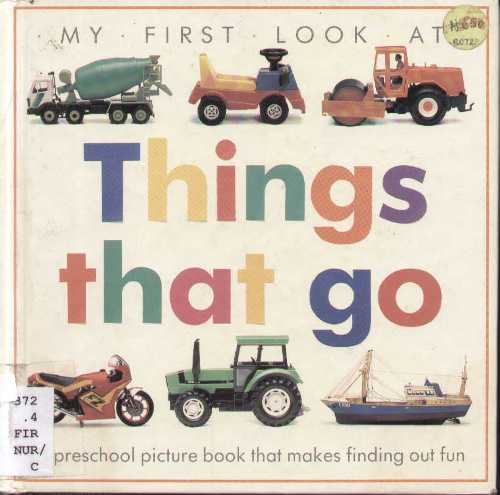 MY · FIRST · LOOK · AT
Things
that go
372
.4
FIR
NUR/
C
preschool picture book that makes finding out fun